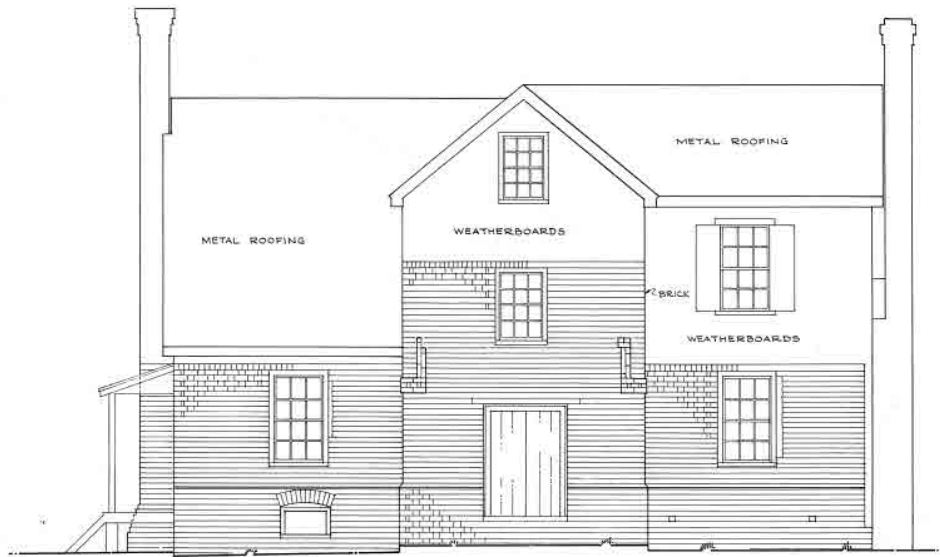 METAL ROOFING
METAL ROOFING
WEATHERBOARDS
BRICK
WEATHERBOARDS